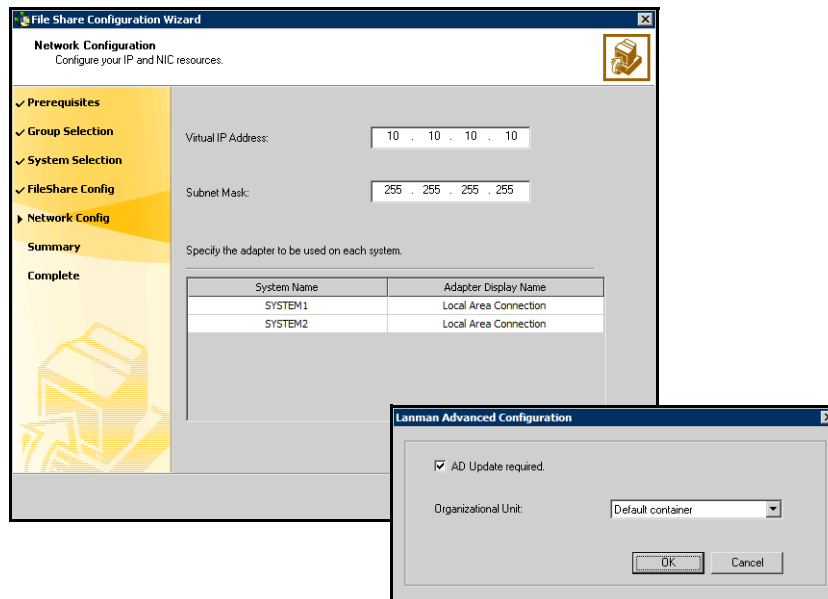 File Share Configuration Wizard
Network Configuration
Configure your IP and NIC resources.
Prerequisites
Group Selection
System Selection
FileShare Config
Network Config
Summary
Complete
Virtual IP Address: 10 . 10 . 10 . 10
Subnet Mask: 255 . 255 . 255 . 255
Specify the adapter to be used on each system.
System Name Adapter Display Name
SYSTEM1 Local Area Connection
SYSTEM2 Local Area Connection
Lanman Advanced Configuration
AD Update required.
Organizational Unit: Default container
OK Cancel